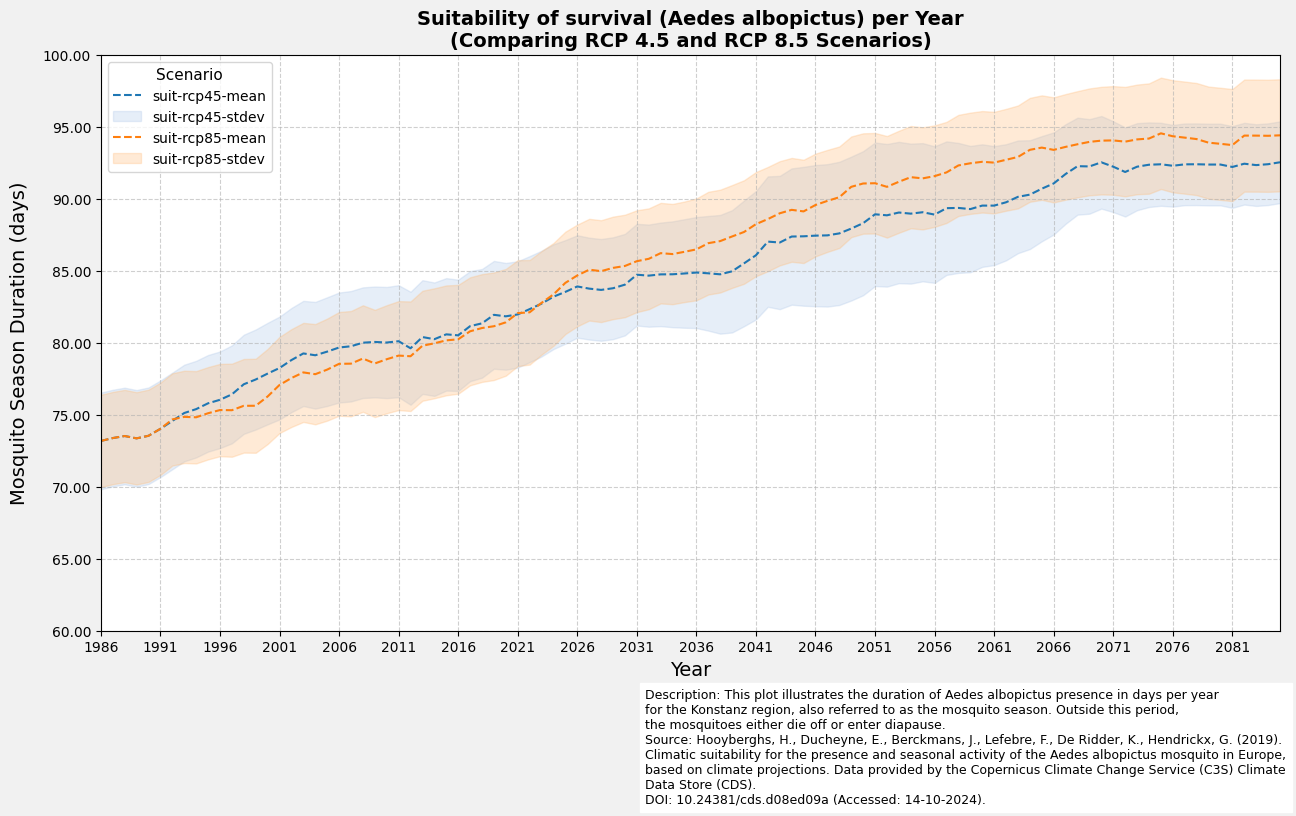 Suitability of survival (Aedes albopictus) per Year
(Comparing RCP 4.5 and RCP 8.5 Scenarios)
Scenario
suit-rcp45-mean
suit-rcp45-stdev
suit-rcp85-mean
suit-rcp85-stdev
Mosquito Season Duration (days)
100.00
95.00
90.00
85.00
80.00
75.00
70.00
65.00
60.00
1986 1991 1996 2001 2006 2011 2016 2021 2026 2031 2036 2041 2046 2051 2056 2061 2066 2071 2076 2081
Year
Description: This plot illustrates the duration of Aedes albopictus presence in days per year
for the Konstanz region, also referred to as the mosquito season. Outside this period,
the mosquitoes either die off or enter diapause.
Source: Hooyberghs, H., Ducheyne, E., Berckmans, J., Lefebre, F., De Ridder, K., Hendrickx, G. (2019).
Climatic suitability for the presence and seasonal activity of the Aedes albopictus mosquito in Europe,
based on climate projections. Data provided by the Copernicus Climate Change Service (C3S) Climate
Data Store (CDS).
DOI: 10.24381/cds.d08ed09a (Accessed: 14-10-2024).